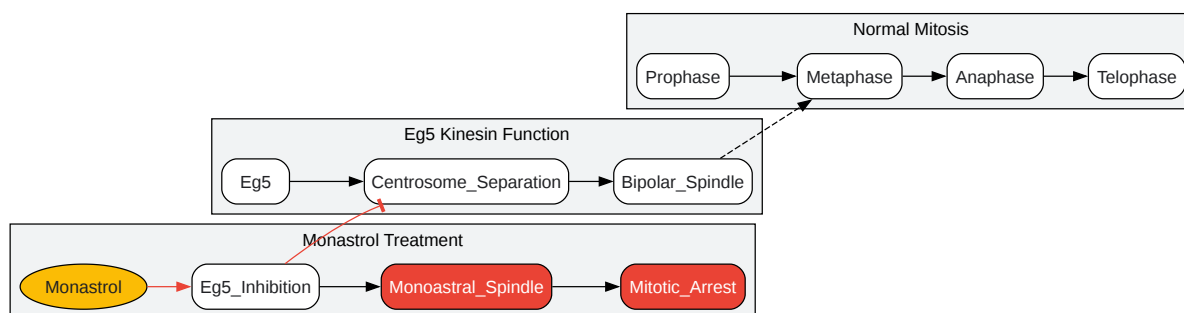 Normal Mitosis
Prophase
Metaphase
Anaphase
Telophase
Eg5 Kinesin Function
Eg5
Centrosome_Separation
Bipolar_Spindle
Monastrol Treatment
Monastrol
Eg5_Inhibition
Monoastral_Spindle
Mitotic_Arrest